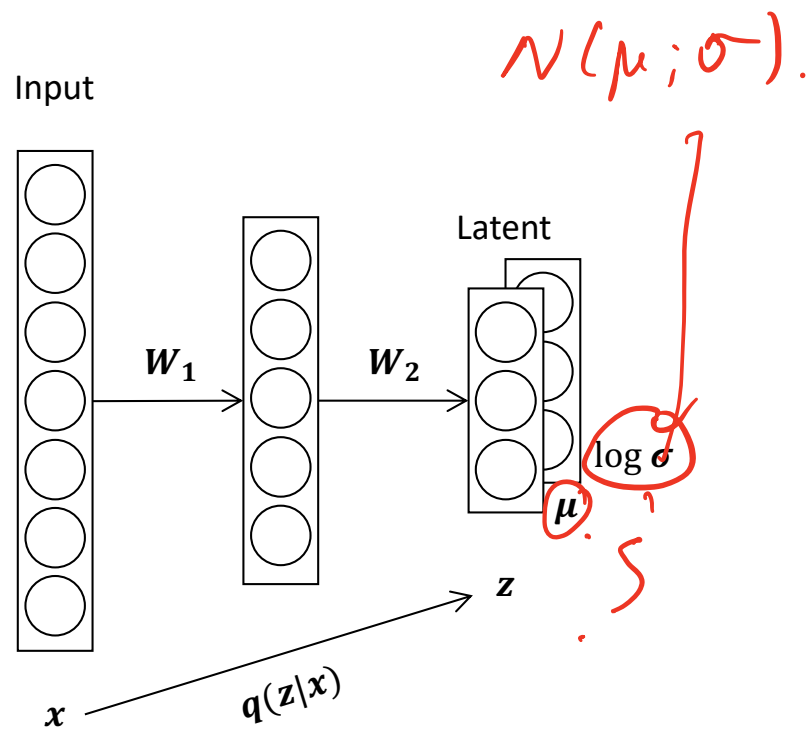 N(μ; σ).
Input
Latent
W₁
W₂
log σ
μ
z
q(z|x)
x